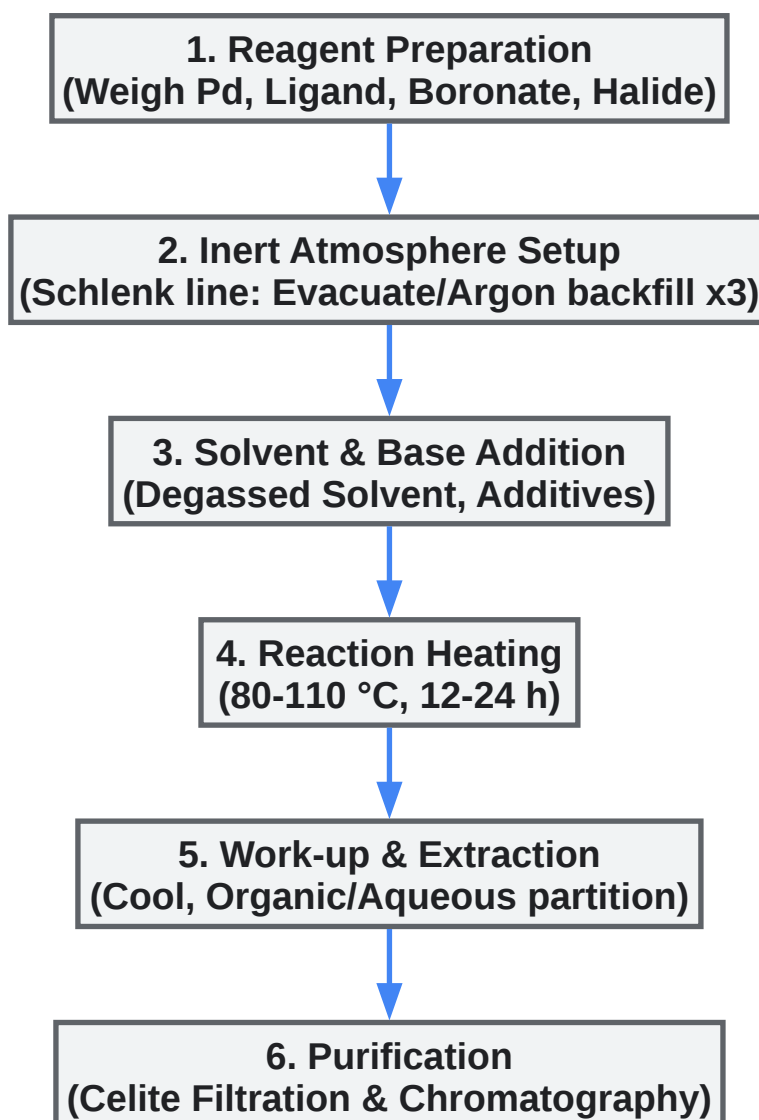 1. Reagent Preparation
(Weigh Pd, Ligand, Boronate, Halide)
2. Inert Atmosphere Setup
(Schlenk line: Evacuate/Argon backfill x3)
3. Solvent & Base Addition
(Degassed Solvent, Additives)
4. Reaction Heating
(80-110 °C, 12-24 h)
5. Work-up & Extraction
(Cool, Organic/Aqueous partition)
6. Purification
(Celite Filtration & Chromatography)